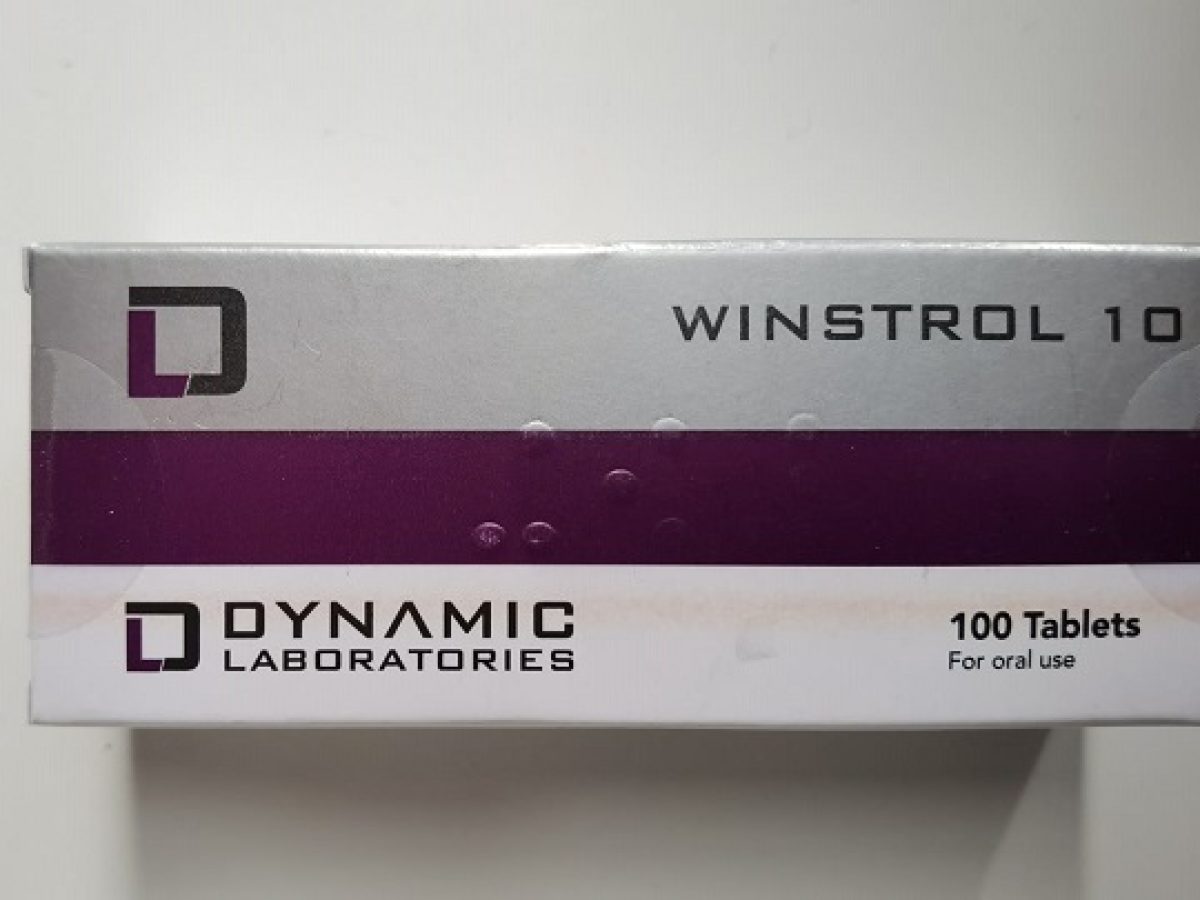 WINSTROL 10
DYNAMIC
LABORATORIES
100 Tablets
For oral use